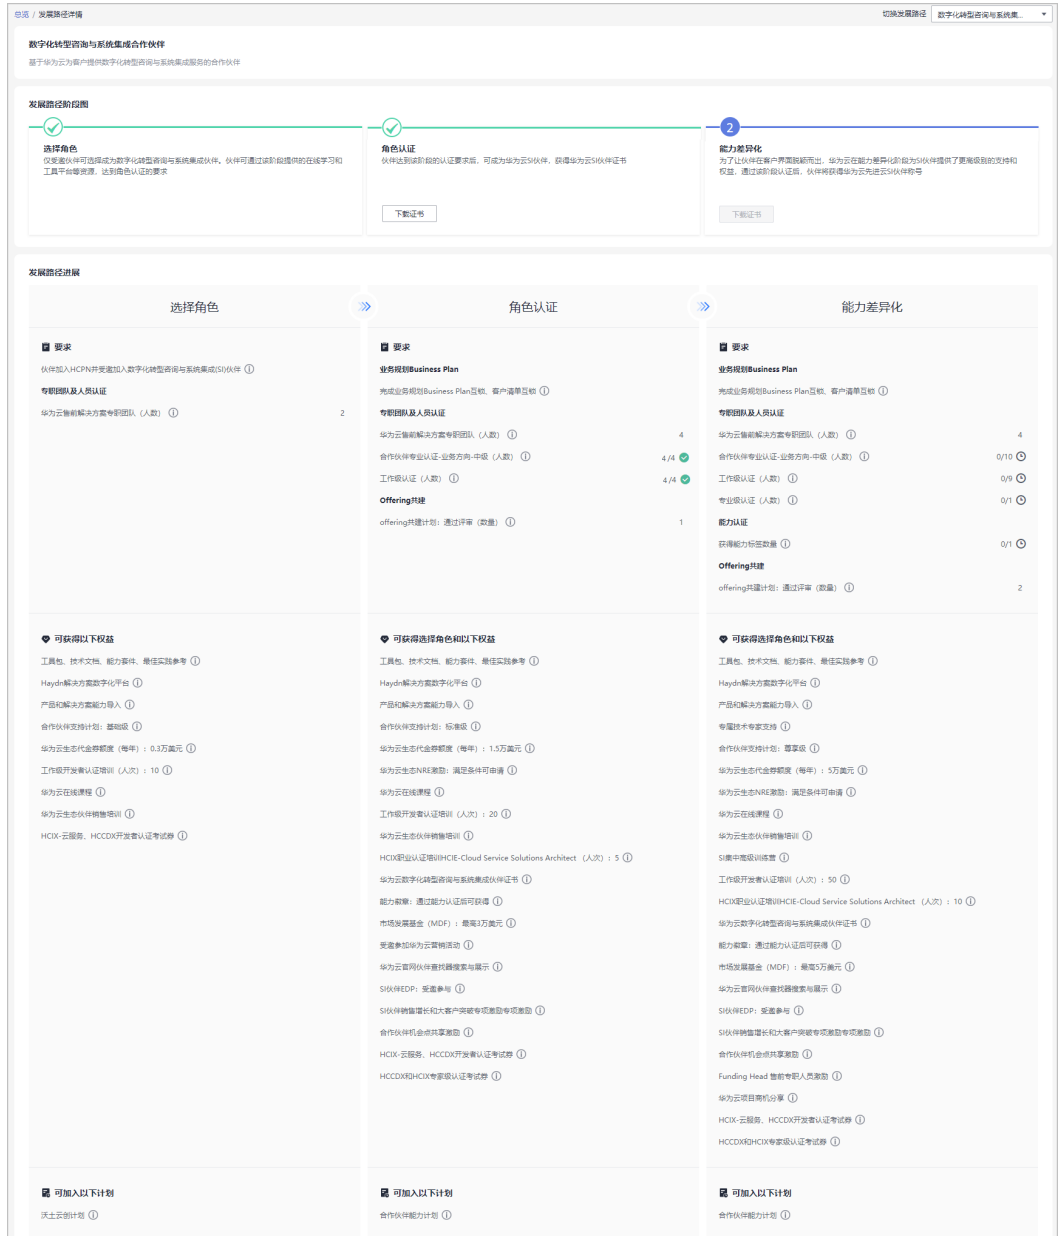 总览 / 发展路径详情
切换发展路径 数字化转型咨询与系统集...
数字化转型咨询与系统集成合作伙伴
基于华为云为客户提供数字化转型咨询与系统集成服务的合作伙伴
发展路径阶段图
选择角色
仅受邀伙伴可选择成为数字化转型咨询与系统集成伙伴。伙伴可通过该阶段提供的在线学习和
工具平台等资源，达到角色认证的要求
角色认证
伙伴达到该阶段的认证要求后，可成为华为云SI伙伴，获得华为云SI伙伴证书
下载证书
2
能力差异化
为了让伙伴在客户界面脱颖而出，华为云在能力差异化阶段为SI伙伴提供了更高级别的支持和
权益，通过该阶段认证后，伙伴将获得华为云先进云SI伙伴称号
下载证书
发展路径进展
选择角色
要求
伙伴加入HCPN并受邀加入数字化转型咨询与系统集成(SI)伙伴
专职团队及人员认证
华为云售前解决方案专职团队（人数） 2
可获得以下权益
工具包、技术文档、能力套件、最佳实践参考
Haydn解决方案数字化平台
产品和解决方案能力导入
合作伙伴支持计划：基础级
华为云生态代金券额度（每年）：0.3万美元
工作级开发者认证培训（人次）：10
华为云在线课程
华为云生态伙伴销售培训
HCIX-云服务、HCCDX开发者认证考试券
可加入以下计划
沃土云创计划
角色认证
要求
业务规划Business Plan
完成业务规划Business Plan互锁、客户清单互锁
专职团队及人员认证
华为云售前解决方案专职团队（人数） 4
合作伙伴专业认证-业务方向-中级（人数） 4/4
工作级认证（人数） 4/4
Offering共建
offering共建计划：通过评审（数量） 1
可获得选择角色和以下权益
工具包、技术文档、能力套件、最佳实践参考
Haydn解决方案数字化平台
产品和解决方案能力导入
合作伙伴支持计划：标准级
华为云生态代金券额度（每年）：1.5万美元
华为云生态NRE激励：满足条件可申请
华为云在线课程
工作级开发者认证培训（人次）：20
华为云生态伙伴销售培训
HCIX职业认证培训HCIE-Cloud Service Solutions Architect （人次）：5
华为云数字化转型咨询与系统集成伙伴证书
能力徽章：通过能力认证后可获得
市场发展基金（MDF）：最高3万美元
受邀参加华为云营销活动
华为云官网伙伴查找器搜索与展示
SI伙伴EDP：受邀参与
SI伙伴销售增长和大客户突破专项激励专项激励
合作伙伴机会点共享激励
HCIX-云服务、HCCDX开发者认证考试券
HCCDX和HCIX专家级认证考试券
可加入以下计划
合作伙伴能力计划
能力差异化
要求
业务规划Business Plan
完成业务规划Business Plan互锁、客户清单互锁
专职团队及人员认证
华为云售前解决方案专职团队（人数） 4
合作伙伴专业认证-业务方向-中级（人数） 0/10
工作级认证（人数） 0/9
专业级认证（人数） 0/1
能力认证
获得能力标签数量 0/1
Offering共建
offering共建计划：通过评审（数量） 2
可获得选择角色和以下权益
工具包、技术文档、能力套件、最佳实践参考
Haydn解决方案数字化平台
产品和解决方案能力导入
专属技术专家支持
合作伙伴支持计划：尊享级
华为云生态代金券额度（每年）：5万美元
华为云生态NRE激励：满足条件可申请
华为云在线课程
华为云生态伙伴销售培训
SI集中高级训练营
工作级开发者认证培训（人次）：50
HCIX职业认证培训HCIE-Cloud Service Solutions Architect （人次）：10
华为云数字化转型咨询与系统集成伙伴证书
能力徽章：通过能力认证后可获得
市场发展基金（MDF）：最高5万美元
华为云官网伙伴查找器搜索与展示
SI伙伴EDP：受邀参与
SI伙伴销售增长和大客户突破专项激励专项激励
合作伙伴机会点共享激励
Funding Head 售前专职人员激励
华为云项目商机分享
HCIX-云服务、HCCDX开发者认证考试券
HCCDX和HCIX专家级认证考试券
可加入以下计划
合作伙伴能力计划